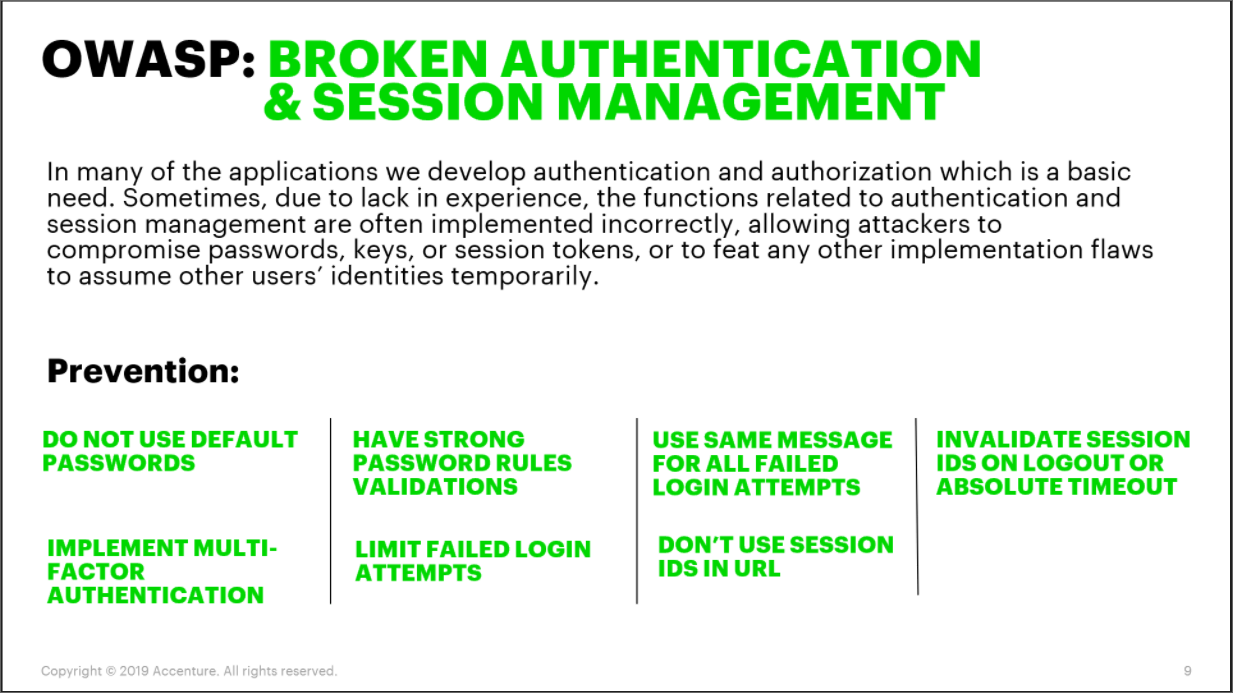 OWASP: BROKEN AUTHENTICATION
& SESSION MANAGEMENT
In many of the applications we develop authentication and authorization which is a basic
need. Sometimes, due to lack in experience, the functions related to authentication and
session management are often implemented incorrectly, allowing attackers to
compromise passwords, keys, or session tokens, or to feat any other implementation flaws
to assume other users’ identities temporarily.
Prevention:
DO NOT USE DEFAULT
PASSWORDS
HAVE STRONG
PASSWORD RULES
VALIDATIONS
USE SAME MESSAGE
FOR ALL FAILED
LOGIN ATTEMPTS
INVALIDATE SESSION
IDS ON LOGOUT OR
ABSOLUTE TIMEOUT
IMPLEMENT MULTI-
FACTOR
AUTHENTICATION
LIMIT FAILED LOGIN
ATTEMPTS
DON’T USE SESSION
IDS IN URL
Copyright © 2019 Accenture. All rights reserved.
9